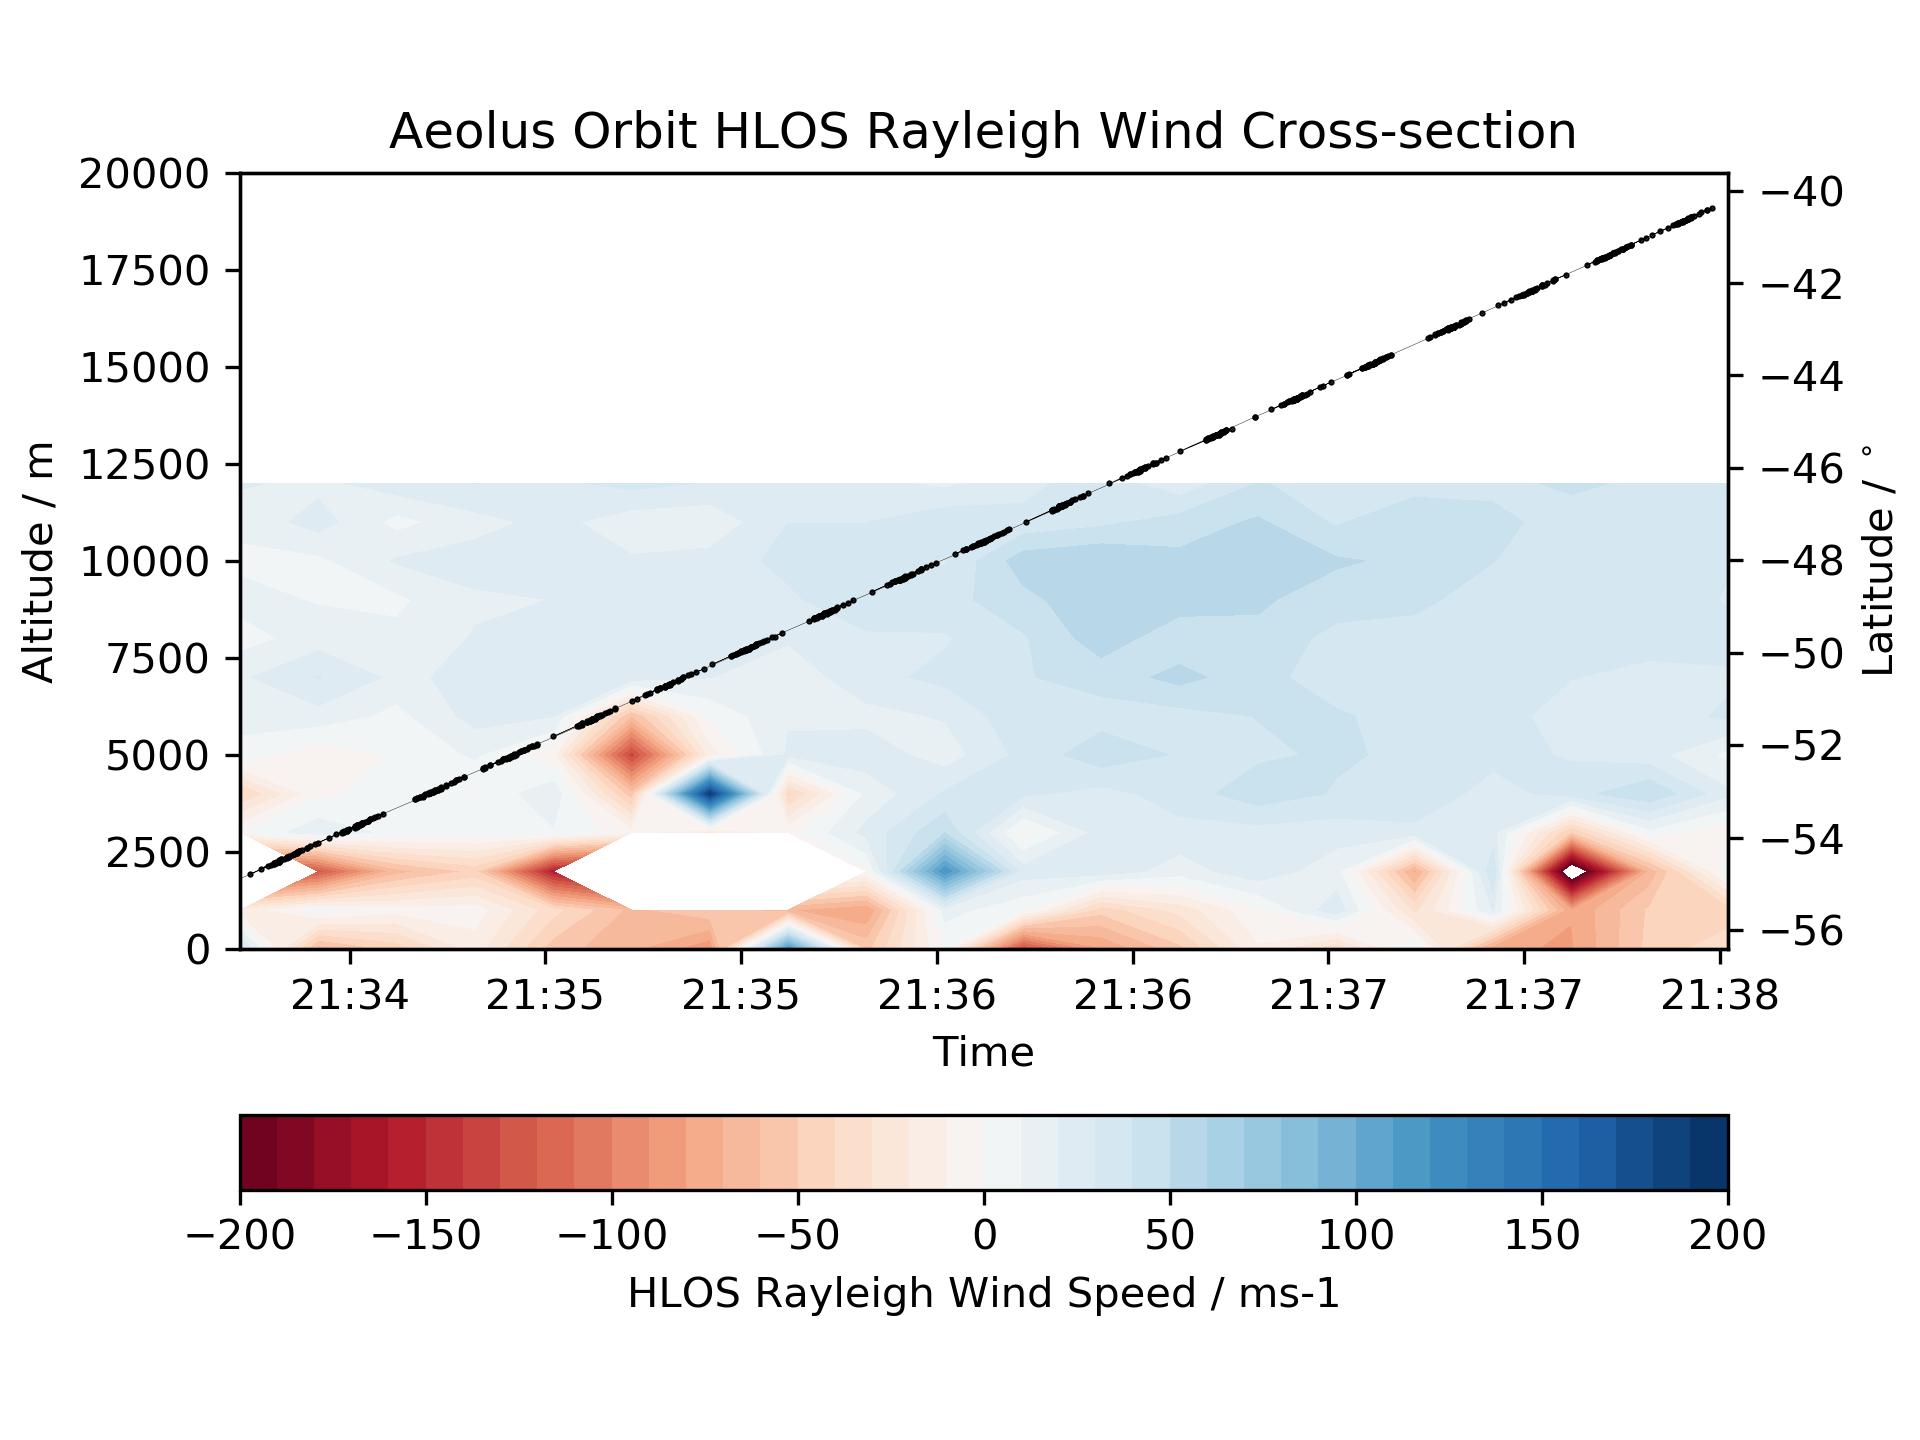 Aeolus Orbit HLOS Rayleigh Wind Cross-section
20000
17500
15000
12500
10000
7500
5000
2500
0
Altitude / m
−40
−42
−44
−46
−48
−50
−52
−54
−56
Latitude / °
21:34 21:35 21:35 21:36 21:36 21:37 21:37 21:38
Time
−200 −150 −100 −50 0 50 100 150 200
HLOS Rayleigh Wind Speed / ms-1